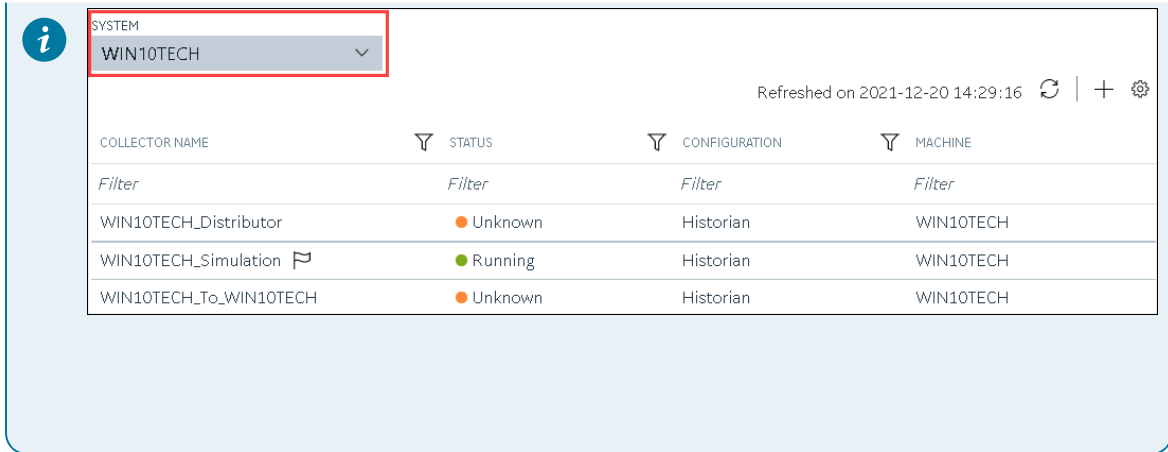 i
SYSTEM
WIN10TECH
Refreshed on 2021-12-20 14:29:16
COLLECTOR NAME STATUS CONFIGURATION MACHINE
Filter Filter Filter Filter
WIN10TECH_Distributor Unknown Historian WIN10TECH
WIN10TECH_Simulation Running Historian WIN10TECH
WIN10TECH_To_WIN10TECH Unknown Historian WIN10TECH